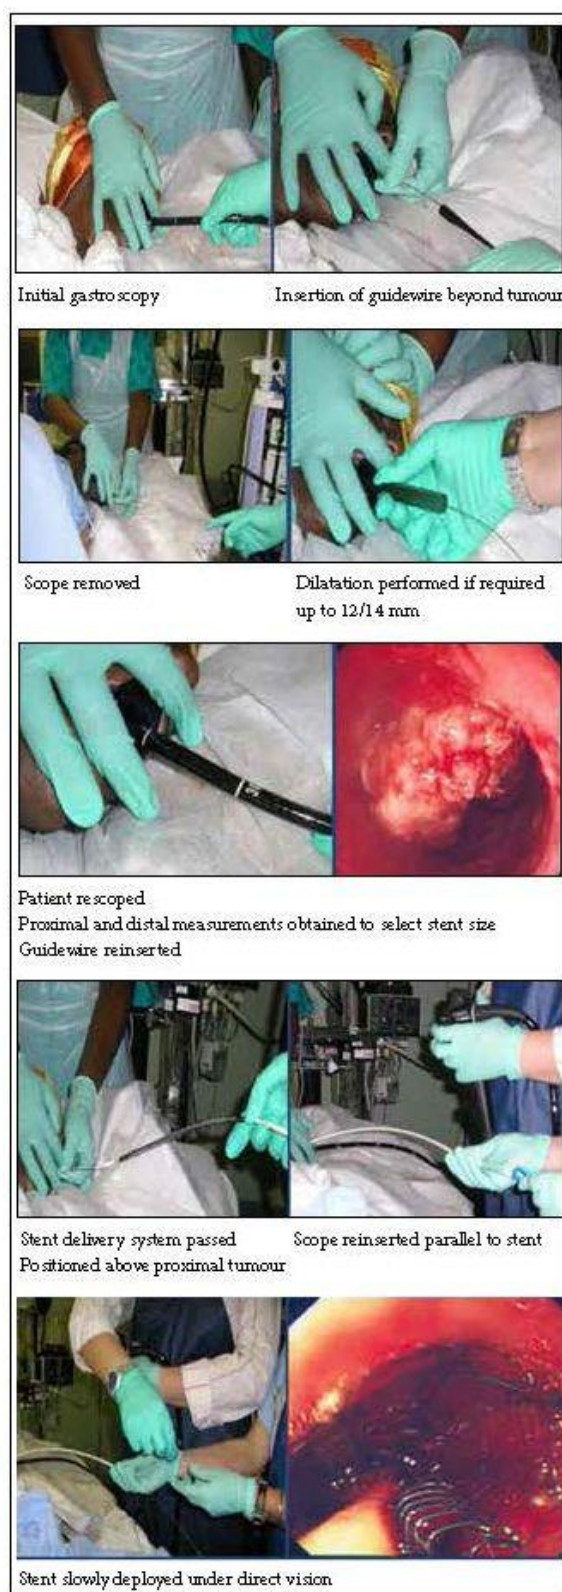 Initial gastroscopy
Insertion of guidewire beyond tumour
Scope removed
Dilatation performed if required
up to 12/14 mm
Patient rescoped
Proximal and distal measurements obtained to select stent size
Guidewire reinserted
Stent delivery system passed
Positioned above proximal tumour
Scope reinserted parallel to stent
Stent slowly deployed under direct vision